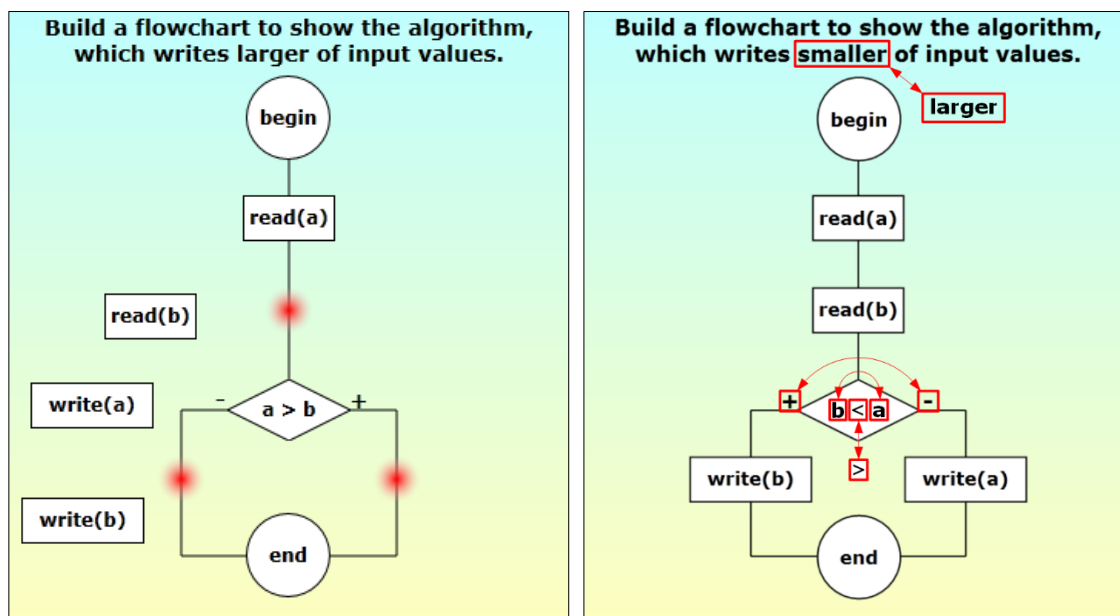 Build a flowchart to show the algorithm,
which writes larger of input values.
begin
read(a)
read(b)
write(a)
- a > b +
write(b)
end
Build a flowchart to show the algorithm,
which writes smaller of input values.
larger
begin
read(a)
read(b)
+ b < a -
>
write(b) write(a)
end